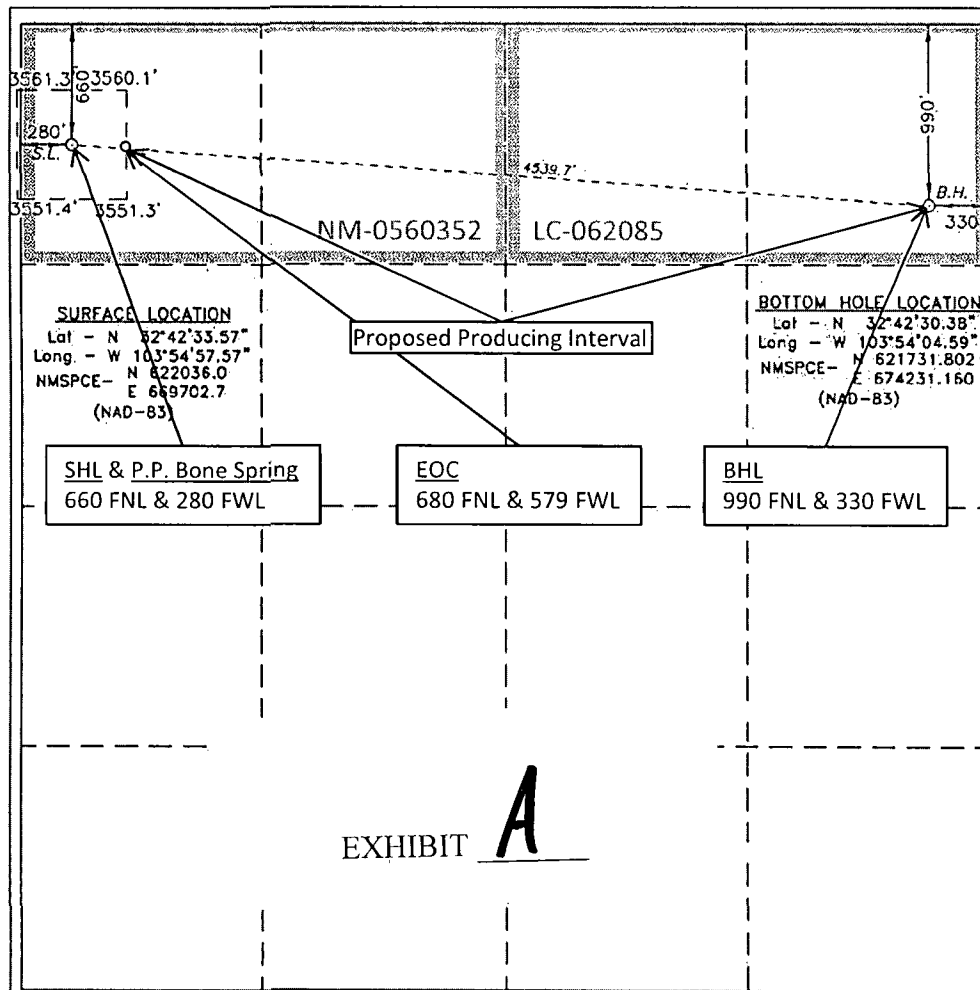 3561.3' 3560.1'
660
280'
S.L.
3551.4' 3551.3'
4539.7'
990'
B.H.
330
NM-0560352
LC-062085
SURFACE LOCATION
Lat - N 32°42'33.57"
Long - W 103°54'57.57"
NMSPCE- N 622036.0
E 669702.7
(NAD-83)
Proposed Producing Interval
BOTTOM HOLE LOCATION
Lat - N 32°42'30.38"
Long - W 103°54'04.59"
NMSPCE- N 621731.802
E 674231.160
(NAD-83)
SHL & P.P. Bone Spring
660 FNL & 280 FWL
EOC
680 FNL & 579 FWL
BHL
990 FNL & 330 FWL
EXHIBIT A